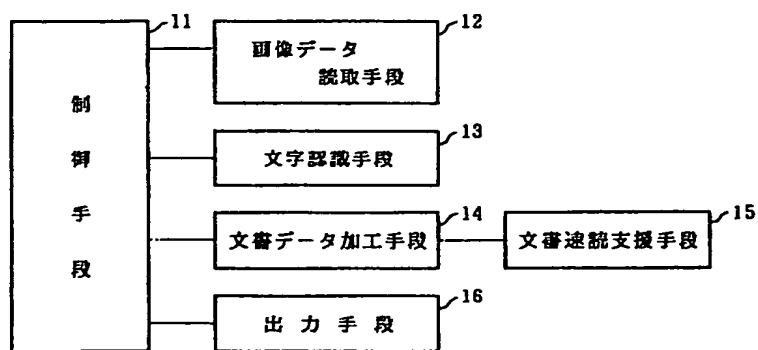 11
制
御
手
段
12
画像データ
読取手段
13
文字認識手段
14
文書データ加工手段
15
文書速読支援手段
16
出力手段